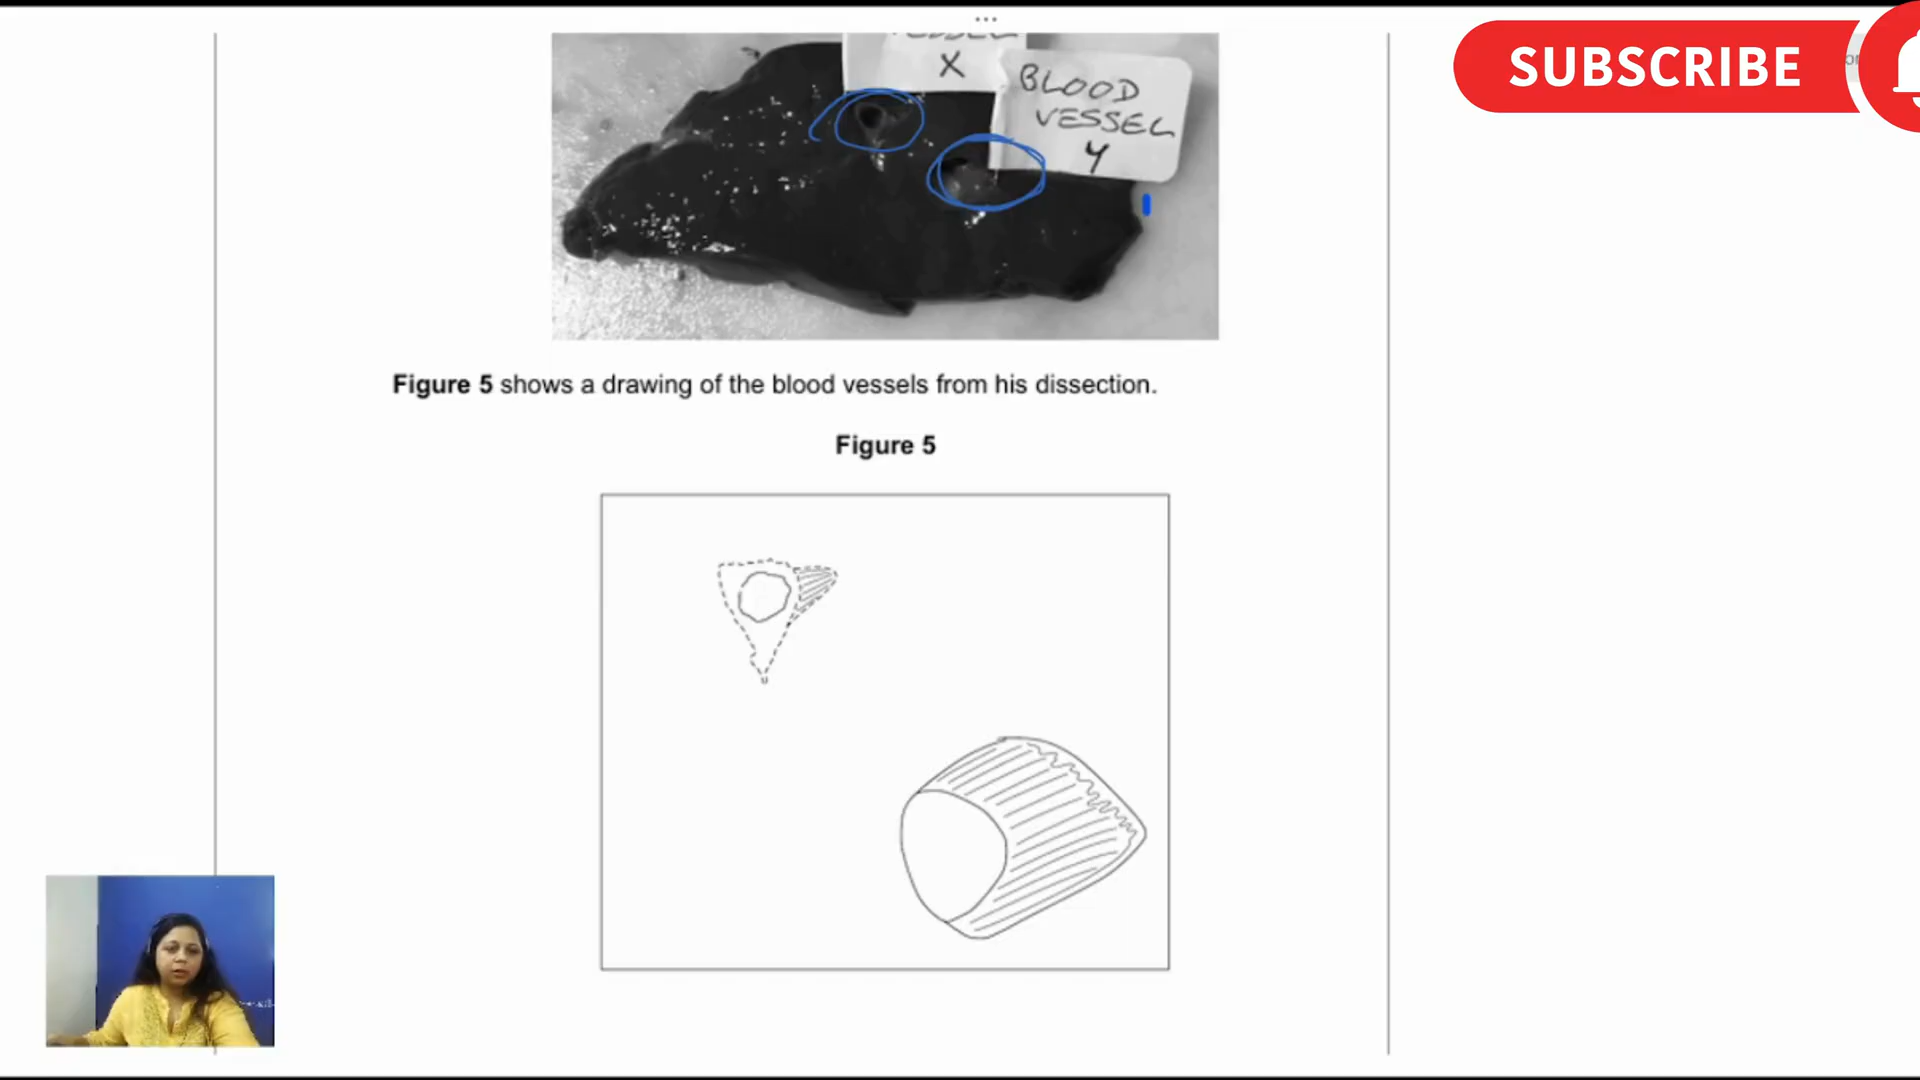 X
BLOOD
VESSEL
Y
SUBSCRIBE
Figure 5 shows a drawing of the blood vessels from his dissection.
Figure 5